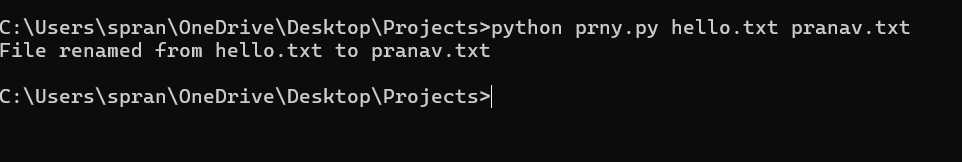 C:\Users\spran\OneDrive\Desktop\Projects>python prny.py hello.txt pranav.txt
File renamed from hello.txt to pranav.txt
C:\Users\spran\OneDrive\Desktop\Projects>